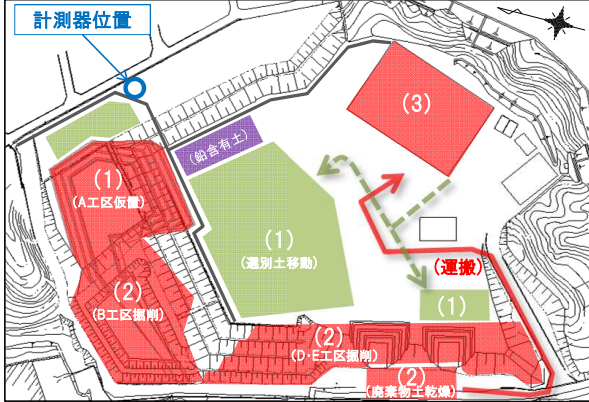 計測器位置
(3)
(鉛含有土)
(1)
(A工区仮置)
(1)
(選別土移動)
(運搬)
(2)
(B工区掘削)
(1)
(2)
(D・E工区掘削)
(2)
(廃棄物土乾燥)